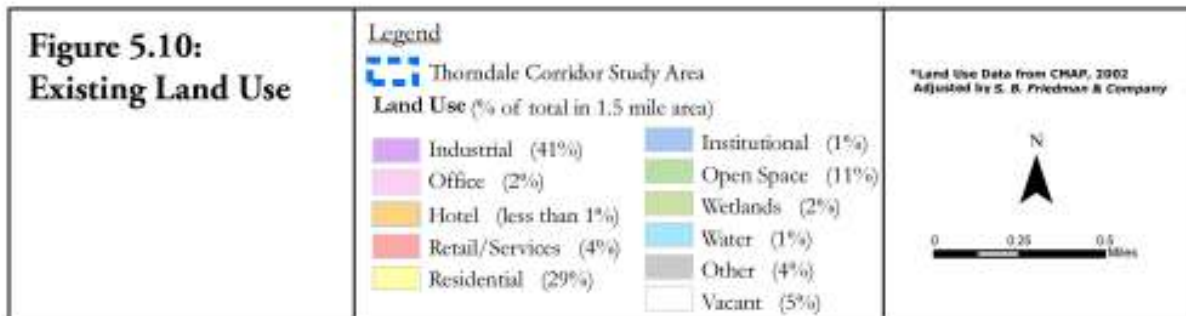 Figure 5.10:
Existing Land Use
Legend
Thorndale Corridor Study Area
Land Use (% of total in 1.5 mile area)
Industrial (41%)
Office (2%)
Hotel (less than 1%)
Retail/Services (4%)
Residential (29%)
Institutional (1%)
Open Space (11%)
Wetlands (2%)
Water (1%)
Other (4%)
Vacant (5%)
*Land Use Data from CMAP, 2002
Adjusted by S. B. Friedman & Company
N
0 0.25 0.5
Miles